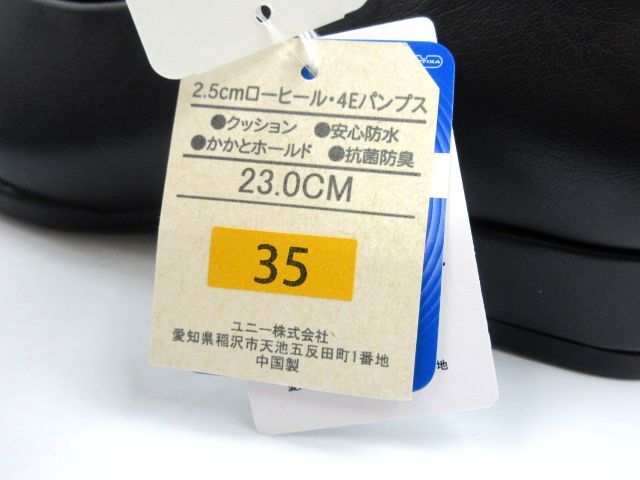 2.5cmローヒール・4Eパンプス
●クッション ●安心防水
●かかとホールド ●抗菌防臭
23.0CM
35
ユニー株式会社
愛知県稲沢市天池五反田町1番地
中国製
地